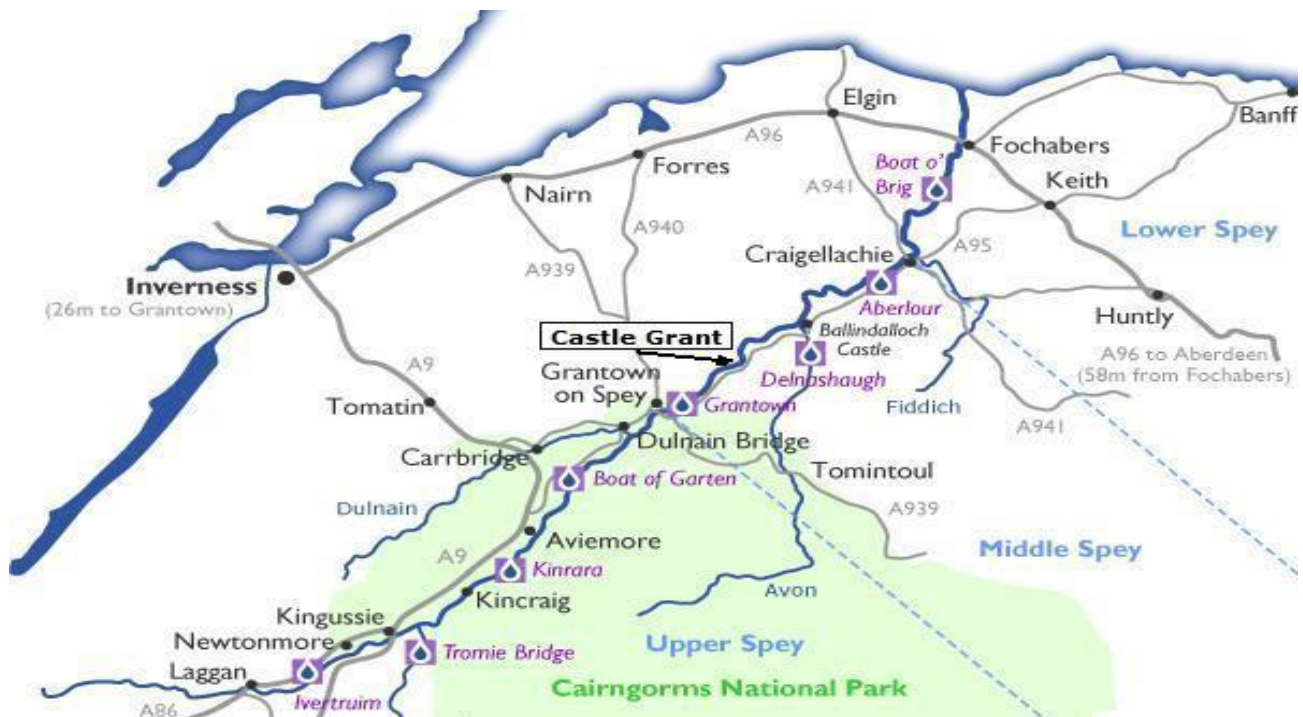 Elgin
Banff
A96
Fochabers
Boat o'
Brig
Forres
A941
Keith
Nairn
A940
Lower Spey
A95
Craigellachie
A939
Inverness
(26m to Grantown)
Aberlour
Huntly
Castle Grant
Ballindalloch
Castle
A96 to Aberdeen
(58m from Fochabers)
A9
Grantown
on Spey
Delnashaugh
Tomatin
Grantown
Fiddich
A941
Dulnain Bridge
Carrbridge
Tomintoul
Boat of Garten
Dulnain
A939
Aviemore
Middle Spey
A9
Kinrara
Avon
Kincraig
Kingussie
Newtonmore
Upper Spey
Tromie Bridge
Laggan
Cairngorms National Park
Ivertruim
A86